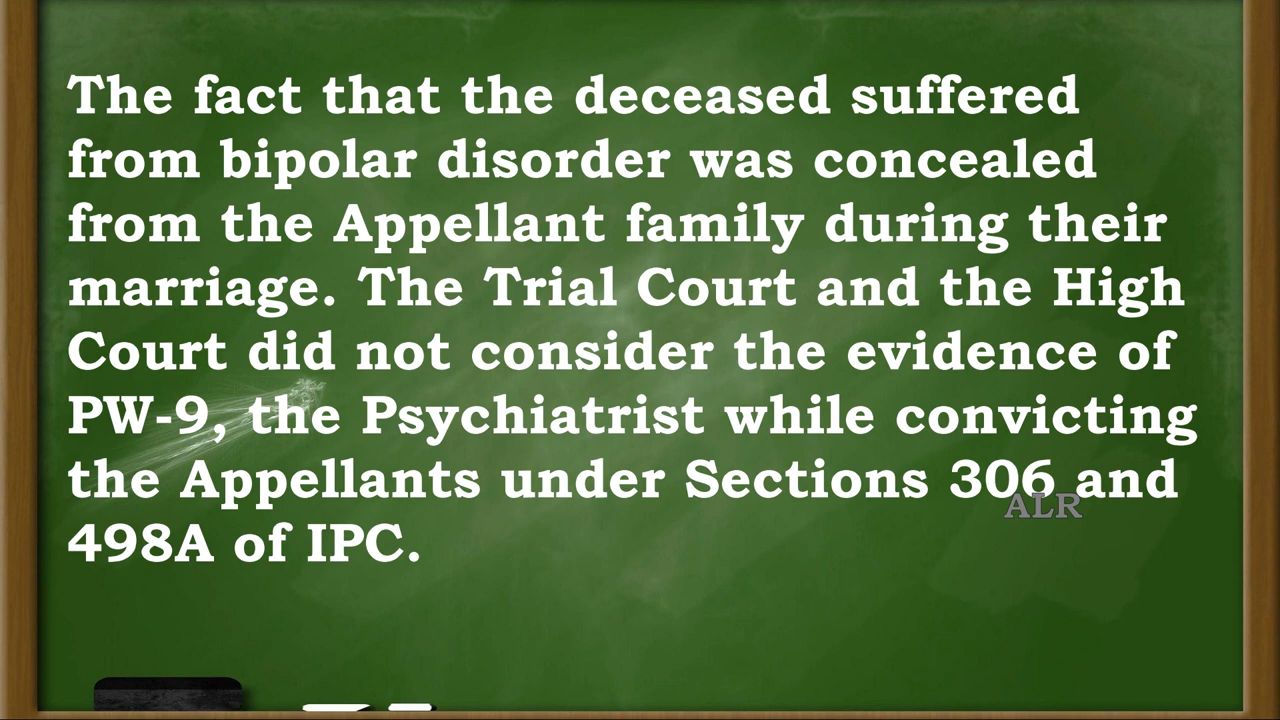 The fact that the deceased suffered
from bipolar disorder was concealed
from the Appellant family during their
marriage. The Trial Court and the High
Court did not consider the evidence of
PW-9, the Psychiatrist while convicting
the Appellants under Sections 306 and
ALR
498A of IPC.